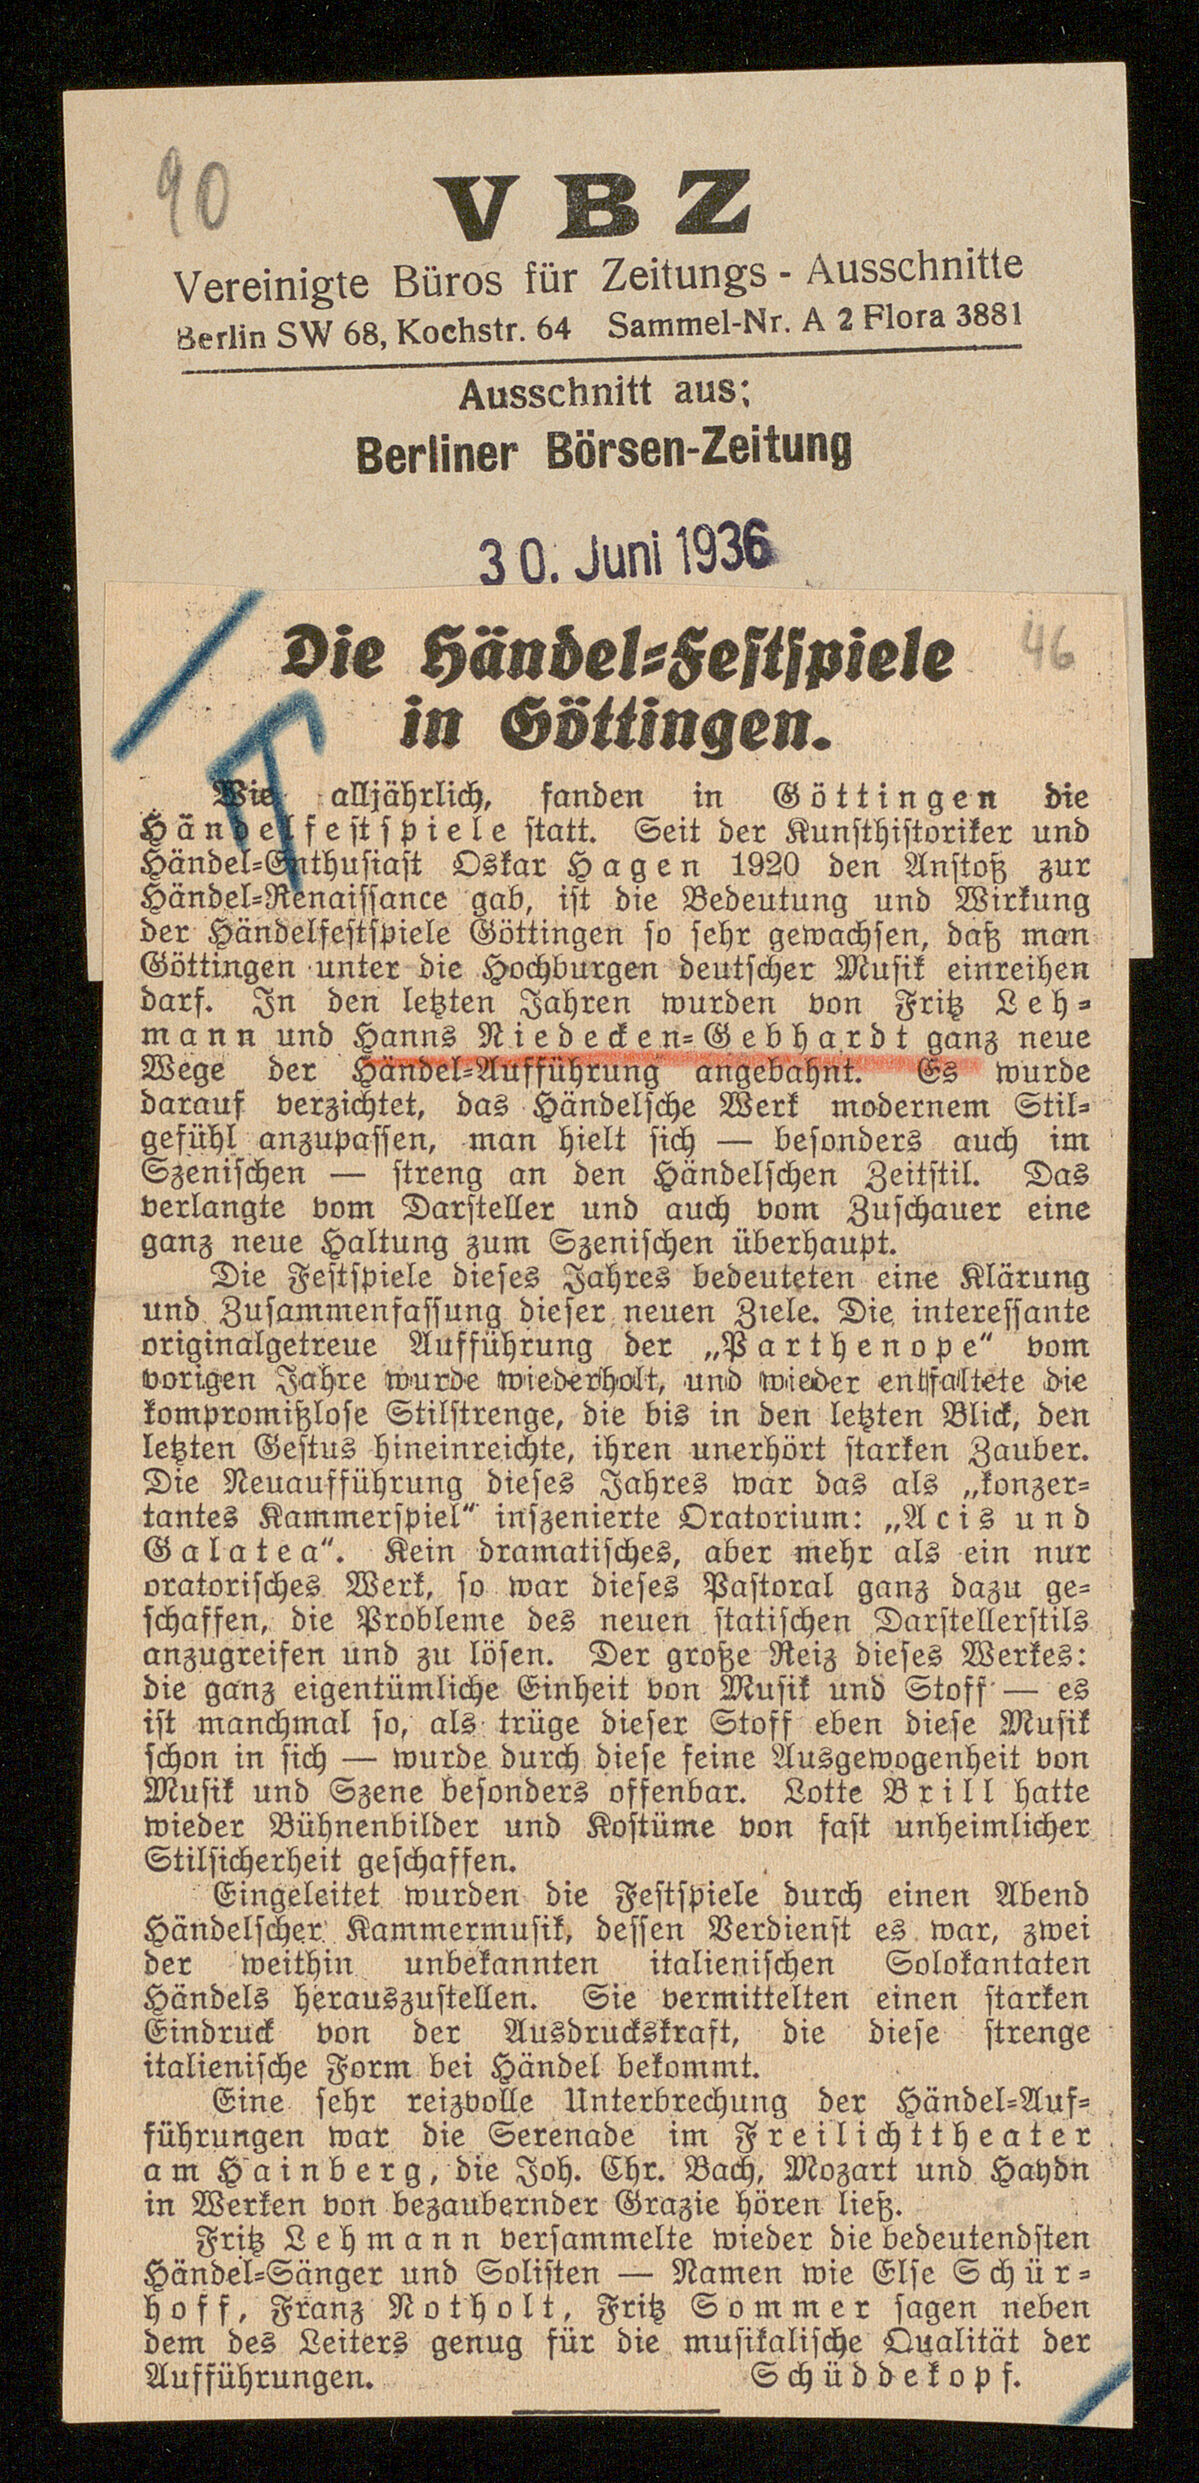 90
VBZ
Vereinigte Büros für Zeitungs - Ausschnitte
Berlin SW 68, Kochstr. 64 Sammel-Nr. A 2 Flora 3881
Ausschnitt aus:
Berliner Börsen-Zeitung
30. Juni 1936
46
Die Händel-Festspiele
in Göttingen.
Wie alljährlich, fanden in Göttingen die
Händelfestspiele statt. Seit der Kunsthistoriker und
Händel-Enthusiast Oskar Hagen 1920 den Anstoß zur
Händel-Renaissance gab, ist die Bedeutung und Wirkung
der Händelfestspiele Göttingen so sehr gewachsen, daß man
Göttingen unter die Hochburgen deutscher Musik einreihen
darf. In den letzten Jahren wurden von Fritz Leh-
mann und Hanns Niedecken-Gebhardt ganz neue
Wege der Händel-Aufführung angebahnt. Es wurde
darauf verzichtet, das Händelsche Werk modernem Stil-
gefühl anzupassen, man hielt sich — besonders auch im
Szenischen — streng an den Händelschen Zeitstil. Das
verlangte vom Darsteller und auch vom Zuschauer eine
ganz neue Haltung zum Szenischen überhaupt.
Die Festspiele dieses Jahres bedeuteten eine Klärung
und Zusammenfassung dieser neuen Ziele. Die interessante
originalgetreue Aufführung der „Parthenope“ vom
vorigen Jahre wurde wiederholt, und wieder entfaltete die
kompromißlose Stilstrenge, die bis in den letzten Blick, den
letzten Gestus hineinreichte, ihren unerhört starken Zauber.
Die Neuaufführung dieses Jahres war das als „konzer-
tantes Kammerspiel“ inszenierte Oratorium: „Acis und
Galatea“. Kein dramatisches, aber mehr als ein nur
oratorisches Werk, so war dieses Pastoral ganz dazu ge-
schaffen, die Probleme des neuen statischen Darstellerstils
anzugreifen und zu lösen. Der große Reiz dieses Werkes:
die ganz eigentümliche Einheit von Musik und Stoff — es
ist manchmal so, als trüge dieser Stoff eben diese Musik
schon in sich — wurde durch diese feine Ausgewogenheit von
Musik und Szene besonders offenbar. Lotte Brill hatte
wieder Bühnenbilder und Kostüme von fast unheimlicher
Stilsicherheit geschaffen.
Eingeleitet wurden die Festspiele durch einen Abend
Händelscher Kammermusik, dessen Verdienst es war, zwei
der weithin unbekannten italienischen Solokantaten
Händels herauszustellen. Sie vermittelten einen starken
Eindruck von der Ausdruckskraft, die diese strenge
italienische Form bei Händel bekommt.
Eine sehr reizvolle Unterbrechung der Händel-Auf-
führungen war die Serenade im Freilichttheater
am Hainberg, die Joh. Chr. Bach, Mozart und Haydn
in Werken von bezaubernder Grazie hören ließ.
Fritz Lehmann versammelte wieder die bedeutendsten
Händel-Sänger und Solisten — Namen wie Else Schür-
hoff, Franz Notholt, Fritz Sommer sagen neben
dem des Leiters genug für die musikalische Qualität der
Aufführungen. Schüddekopf.